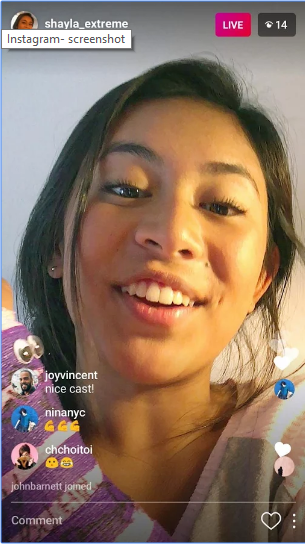 shayla_extreme
LIVE
14
Instagram- screenshot
joyvincent
nice cast!
ninanyc
💪💪💪
chchoitoi
😗😂
johnbarnett joined
Comment